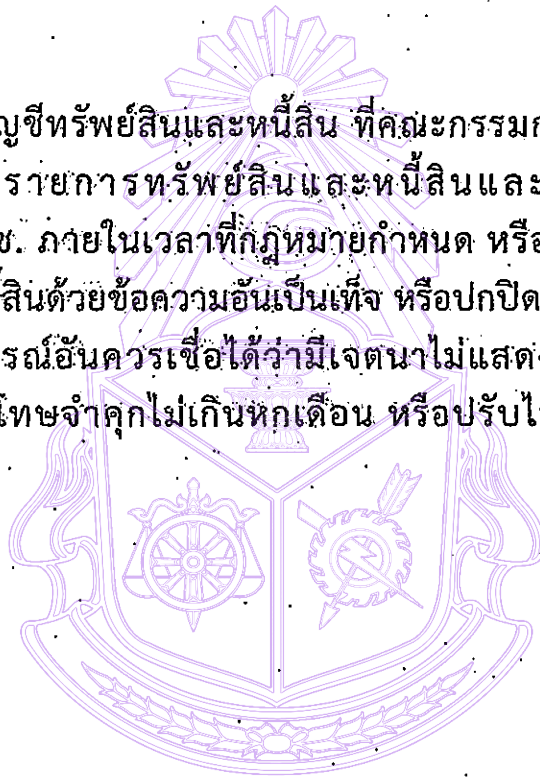 ญชีทรัพย์สินและหนี้สิน ที่คณะกรรม
รายการทรัพย์สินและหนี้สินและ
ช. ภายในเวลาที่กฎหมายกำหนด หรือ
สินด้วยข้อความอันเป็นเท็จ หรือปกปิด
รณ์อันควรเชื่อได้ว่ามีเจตนาไม่แสดง
โทษจำคุกไม่เกินหกเดือน หรือปรับไ